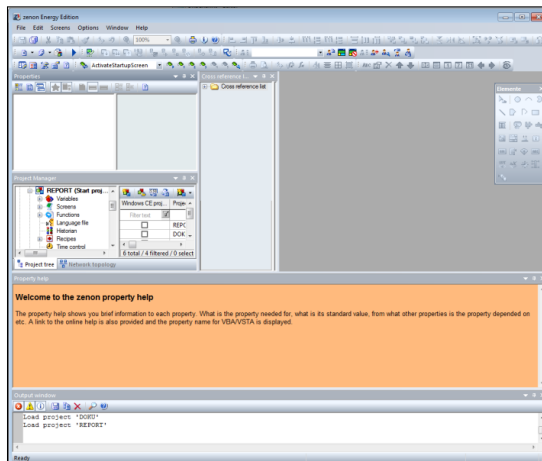 zenon Energy Edition
File Edit Screens Options Window Help
100%
ActivateStartupScreen
Properties
Cross reference l...
Cross reference list
Elements
Project Manager
REPORT (Start proj...
Variables
Screens
Functions
Language file
Historian
Recipes
Time control
Windows CE proj...
Proje
Filter text
REPC
DOK
6 total / 4 filtered / 0 select
Project tree
Network topology
Property help
Welcome to the zenon property help
The property help shows you brief information to each property. What is the property needed for, what is its standard value, from what other properties is the property depended on
etc. A link to the online help is also provided and the property name for VBA/VSTA is displayed.
Output window
Load project 'DOKU'
Load project 'REPORT'
Ready